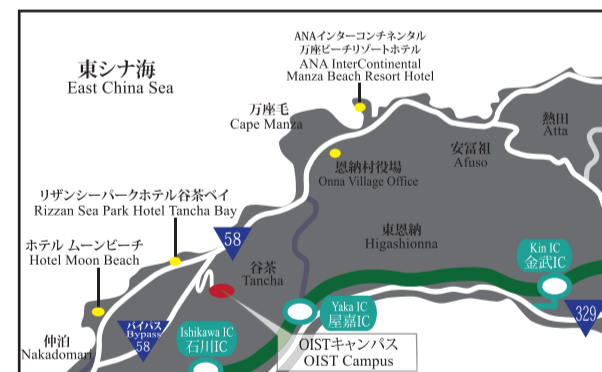 ANAインターコンチネンタル
万座ビーチリゾートホテル
ANA InterContinental
Manza Beach Resort Hotel
東シナ海
East China Sea
万座毛
Cape Manza
熱田
Atta
安冨祖
Afuso
恩納村役場
Onna Village Office
リザンシーパークホテル谷茶ベイ
Rizzan Sea Park Hotel Tancha Bay
東恩納
Higashionna
58
ホテル ムーンビーチ
Hotel Moon Beach
Kin IC
金武IC
谷茶
Tancha
Yaka IC
屋嘉IC
329
バイパス
Bypass
58
Ishikawa IC
石川IC
仲泊
Nakadomari
OISTキャンパス
OIST Campus